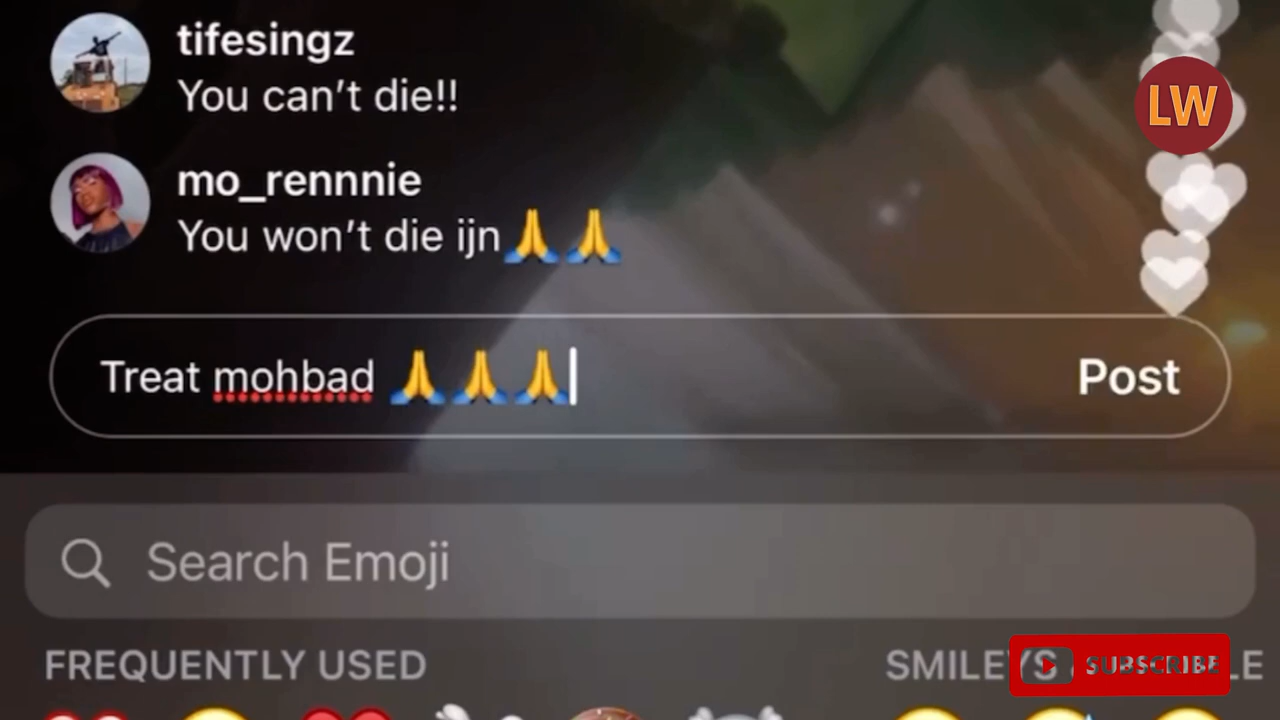 tifesingz
You can't die!!
LW
mo_rennnie
You won't die ijn🙏🙏
Treat mohbad 🙏🙏🙏
Post
Search Emoji
FREQUENTLY USED
SUBSCRIBE